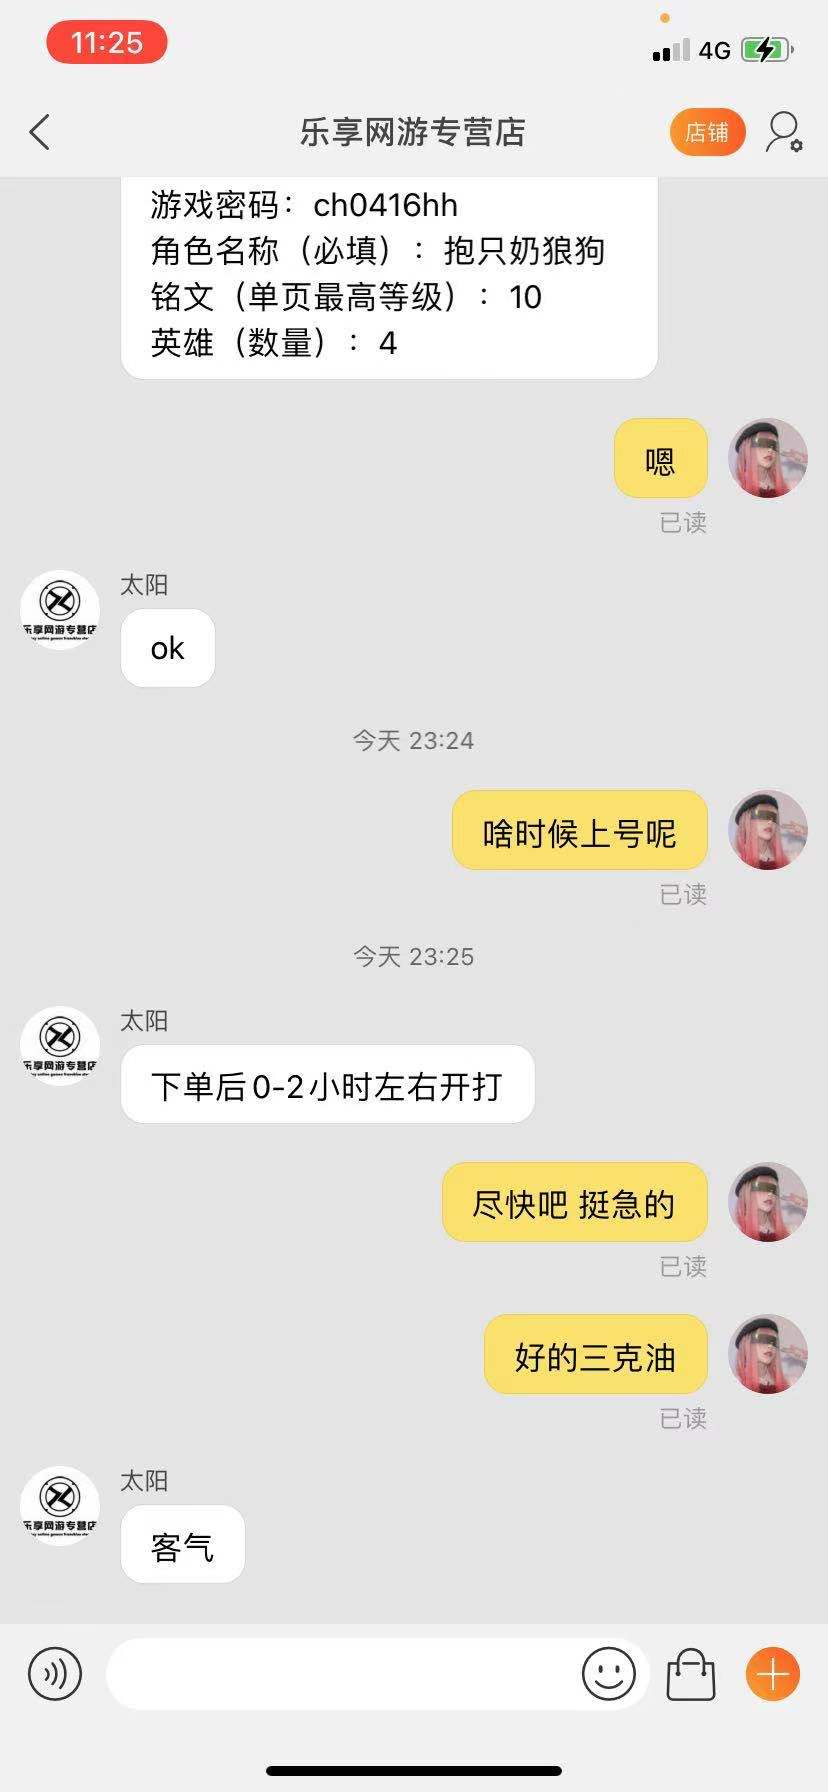 11:25
4G
乐享网游专营店
店铺
游戏密码：ch0416hh
角色名称（必填）：抱只奶狼狗
铭文（单页最高等级）：10
英雄（数量）：4
嗯
已读
太阳
乐享网游专营店
ok
今天 23:24
啥时候上号呢
已读
今天 23:25
太阳
乐享网游专营店
下单后0-2小时左右开打
尽快吧 挺急的
已读
好的三克油
已读
太阳
乐享网游专营店
客气